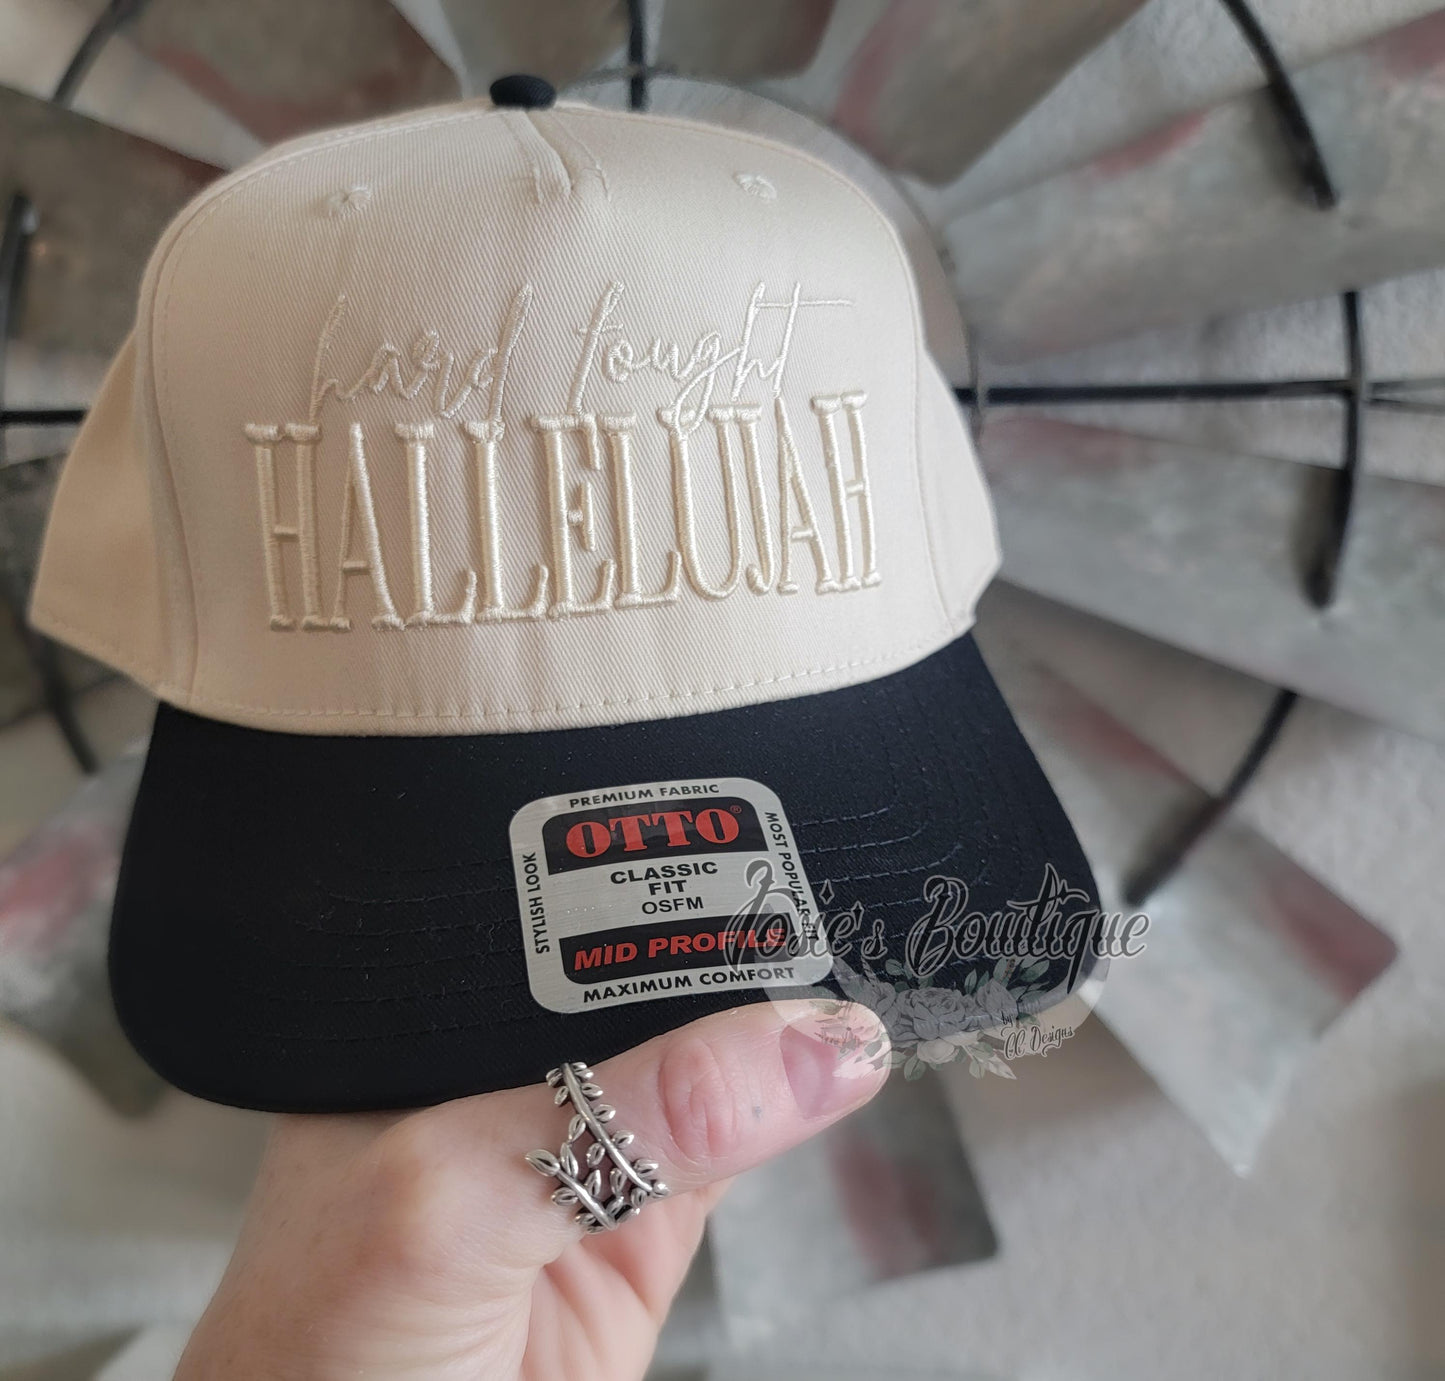 hard fought
HALLELUJAH
PREMIUM FABRIC
OTTO®
STYLISH LOOK
CLASSIC
FIT
OSFM
MOST POPULAR
MID PROFILE
MAXIMUM COMFORT
Josie's Boutique
by
CC Designs